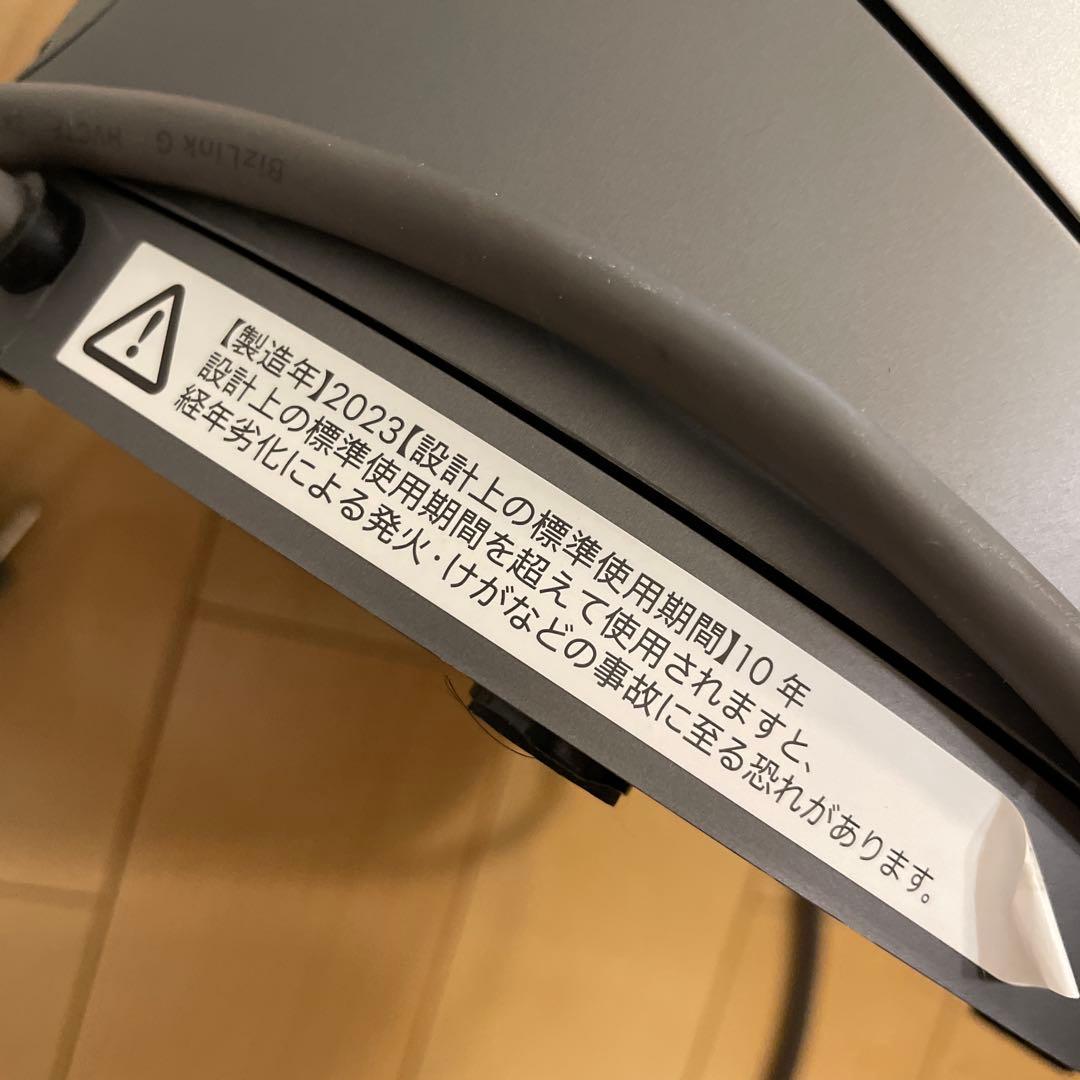 BizLink G HVCTF
【製造年】2023【設計上の標準使用期間】10 年
設計上の標準使用期間を超えて使用されますと、
経年劣化による発火・けがなどの事故に至る恐れがあります。